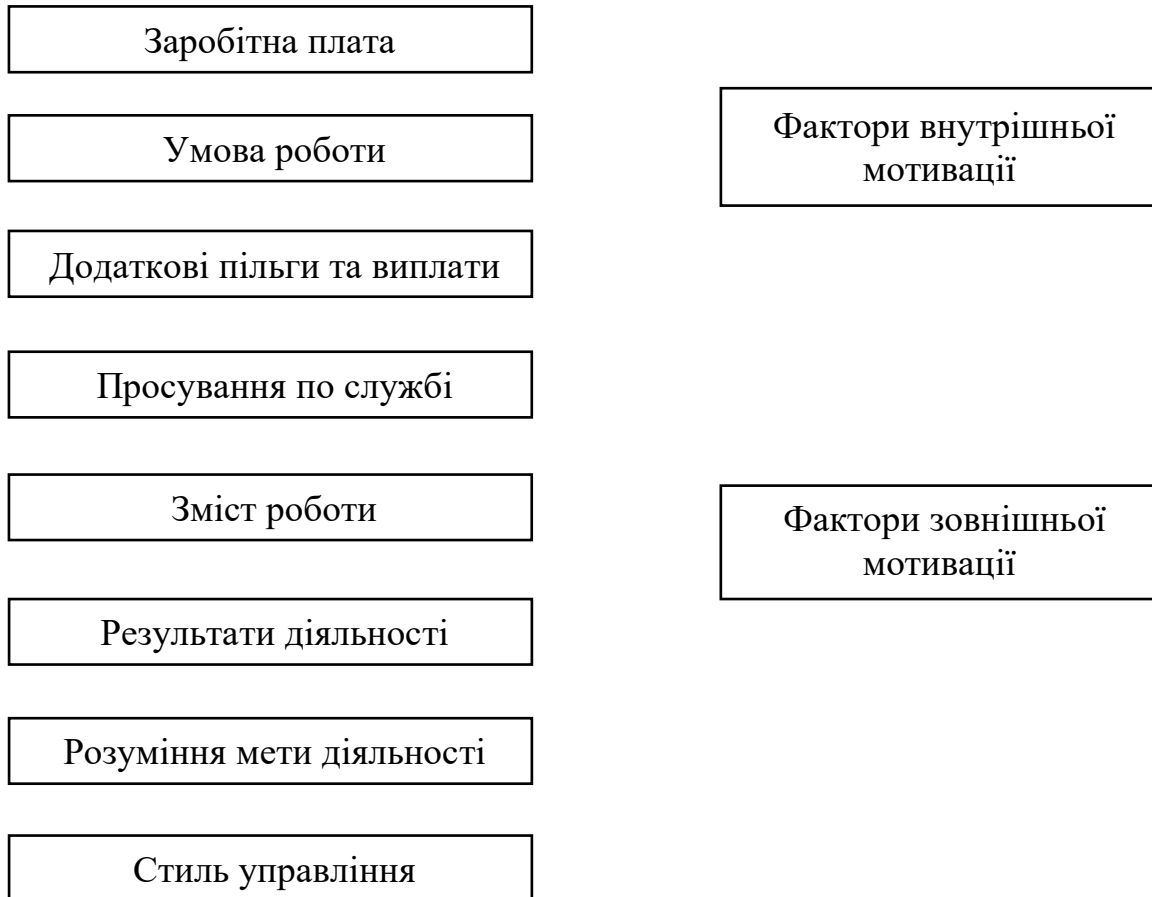 Заробітна плата
Умова роботи
Додаткові пільги та виплати
Просування по службі
Зміст роботи
Результати діяльності
Розуміння мети діяльності
Стиль управління
Фактори внутрішньої
мотивації
Фактори зовнішньої
мотивації